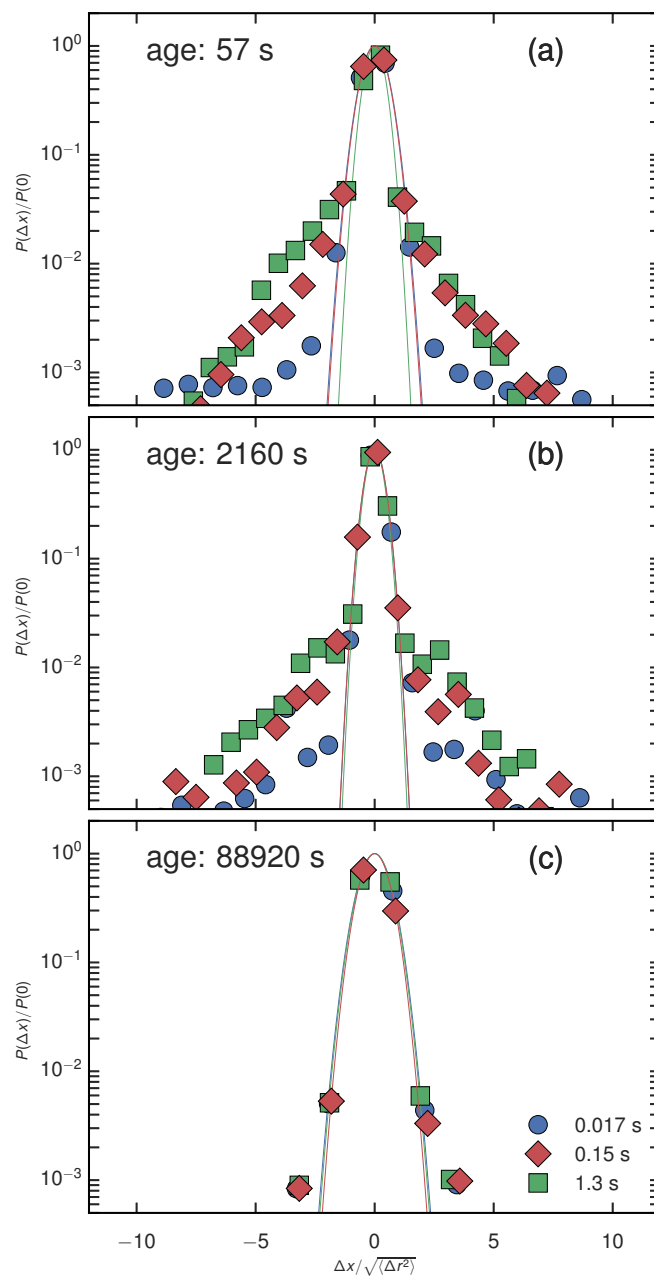 age: 57 s (a)
10⁰
10⁻¹
10⁻²
10⁻³
P(Δx)/P(0)
age: 2160 s (b)
10⁰
10⁻¹
10⁻²
10⁻³
P(Δx)/P(0)
age: 88920 s (c)
10⁰
10⁻¹
10⁻²
10⁻³
P(Δx)/P(0)
0.017 s
0.15 s
1.3 s
−10 −5 0 5 10
Δx/√⟨Δr²⟩